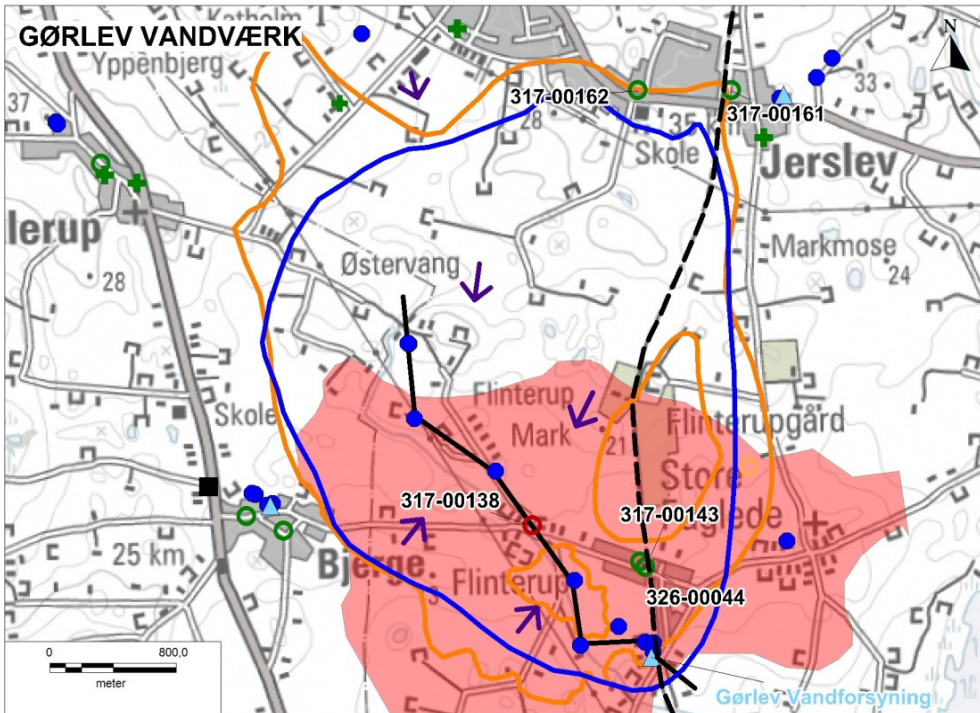 GØRLEV VANDVÆRK
Katholm
N
Yppenbjerg
33
37
317-00162
28
35
317-00161
Skole
Jerslev
lerup
Markmose
Østervang
28
24
Flinterup
Skole
Mark
21
Flinterupgård
Store
317-00138
317-00143
25 km
Bjerge
Flinterup
326-00044
0
800,0
meter
Gørlev Vandforsyning